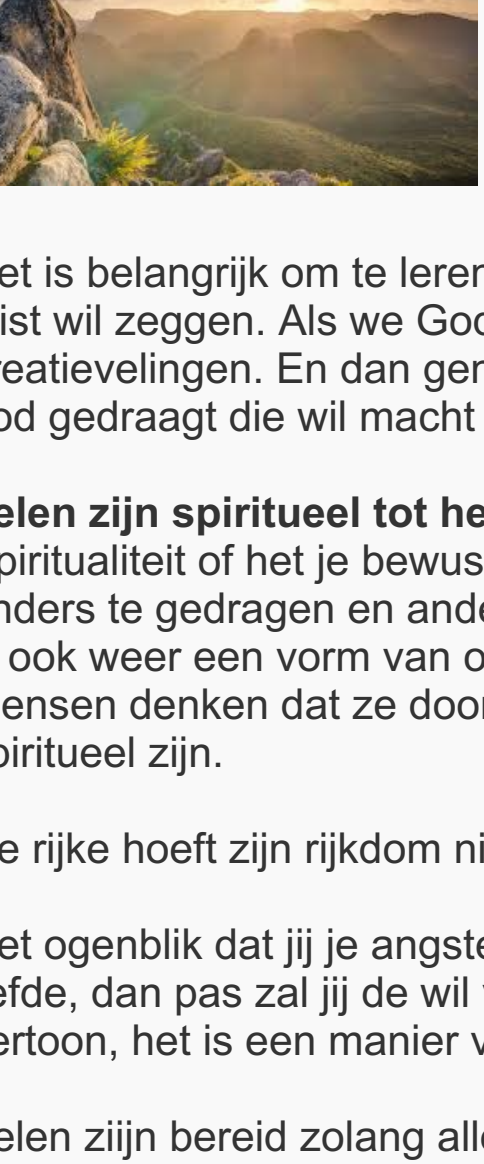 et is belangrijk om te leren
ist wil zeggen. Als we God
reatievelingen. En dan gen
od gedraagt die wil macht
elen zijn spiritueel tot he
piritualiteit of het je bewus
nders te gedragen en ande
ook weer een vorm van o
ensen denken dat ze door
piritueel zijn.
e rijke hoeft zijn rijkdom ni
et ogenblik dat jij je angste
efde, dan pas zal jij de wil v
ertoon, het is een manier v
elen ziijn bereid zolang alle